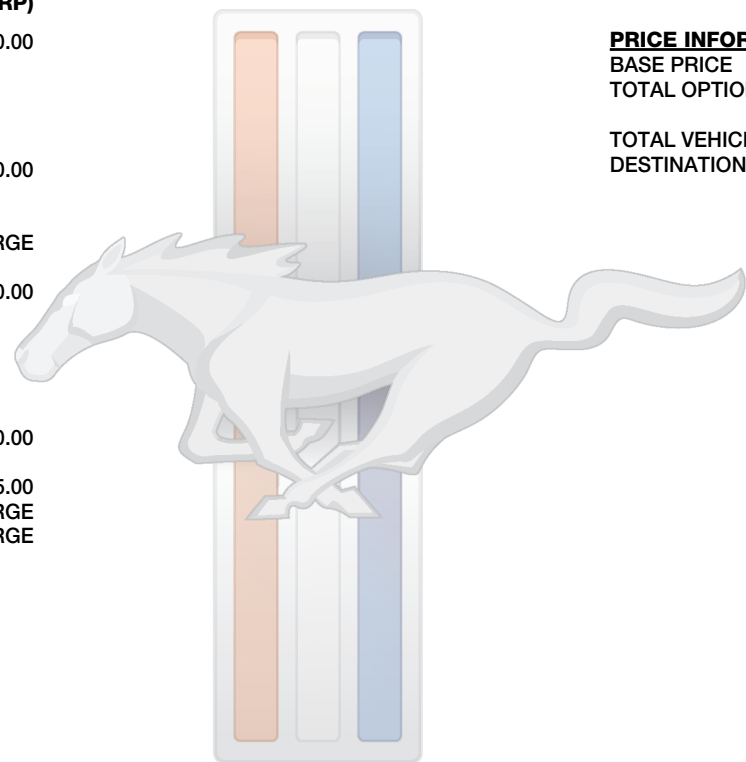 RP)
0.00
0.00
RGE
0.00
0.00
5.00
RGE
RGE
PRICE INFOR
BASE PRICE
TOTAL OPTIO
TOTAL VEHICL
DESTINATION